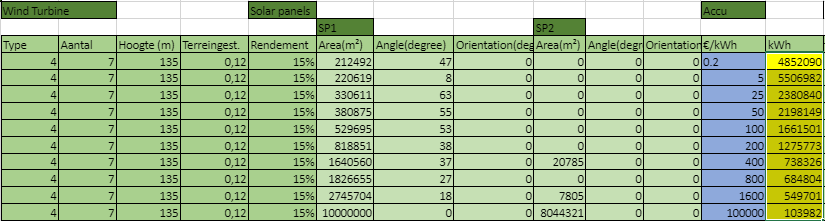 Wind Turbine Solar panels Accu
SP1 SP2
Type Aantal Hoogte (m) Terreingest. Rendement Area(m²) Angle(degree) Orientation(deg Area(m²) Angle(degr Orientation €/kWh kWh
4 7 135 0,12 15% 212492 47 0 0 0 0 0.2 4852090
4 7 135 0,12 15% 220619 8 0 0 0 0 5 5506982
4 7 135 0,12 15% 330611 63 0 0 0 0 25 2380840
4 7 135 0,12 15% 380875 55 0 0 0 0 50 2198149
4 7 135 0,12 15% 529695 53 0 0 0 0 100 1661501
4 7 135 0,12 15% 818851 38 0 0 0 0 200 1275773
4 7 135 0,12 15% 1640560 37 0 20785 0 0 400 738326
4 7 135 0,12 15% 1826655 27 0 0 0 0 800 684804
4 7 135 0,12 15% 2745704 18 0 7805 0 0 1600 549701
4 7 135 0,12 15% 10000000 0 0 8044321 0 0 100000 103982